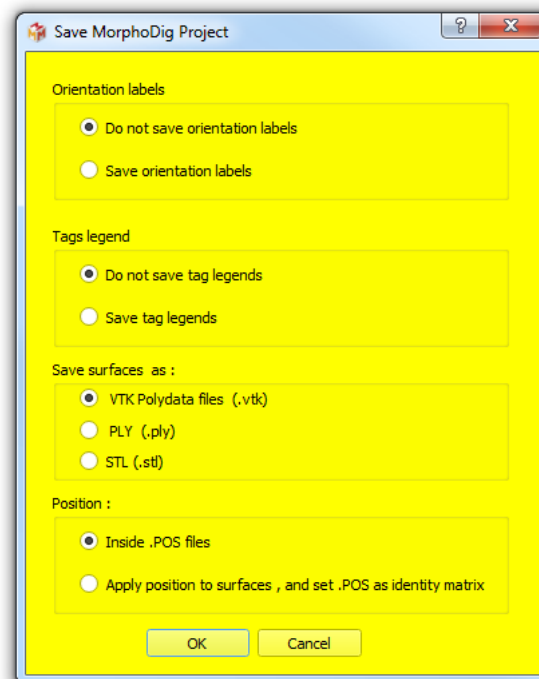 Save MorphoDig Project
Orientation labels
Do not save orientation labels
Save orientation labels
Tags legend
Do not save tag legends
Save tag legends
Save surfaces as :
VTK Polydata files (.vtk)
PLY (.ply)
STL (.stl)
Position :
Inside .POS files
Apply position to surfaces , and set .POS as identity matrix
OK Cancel